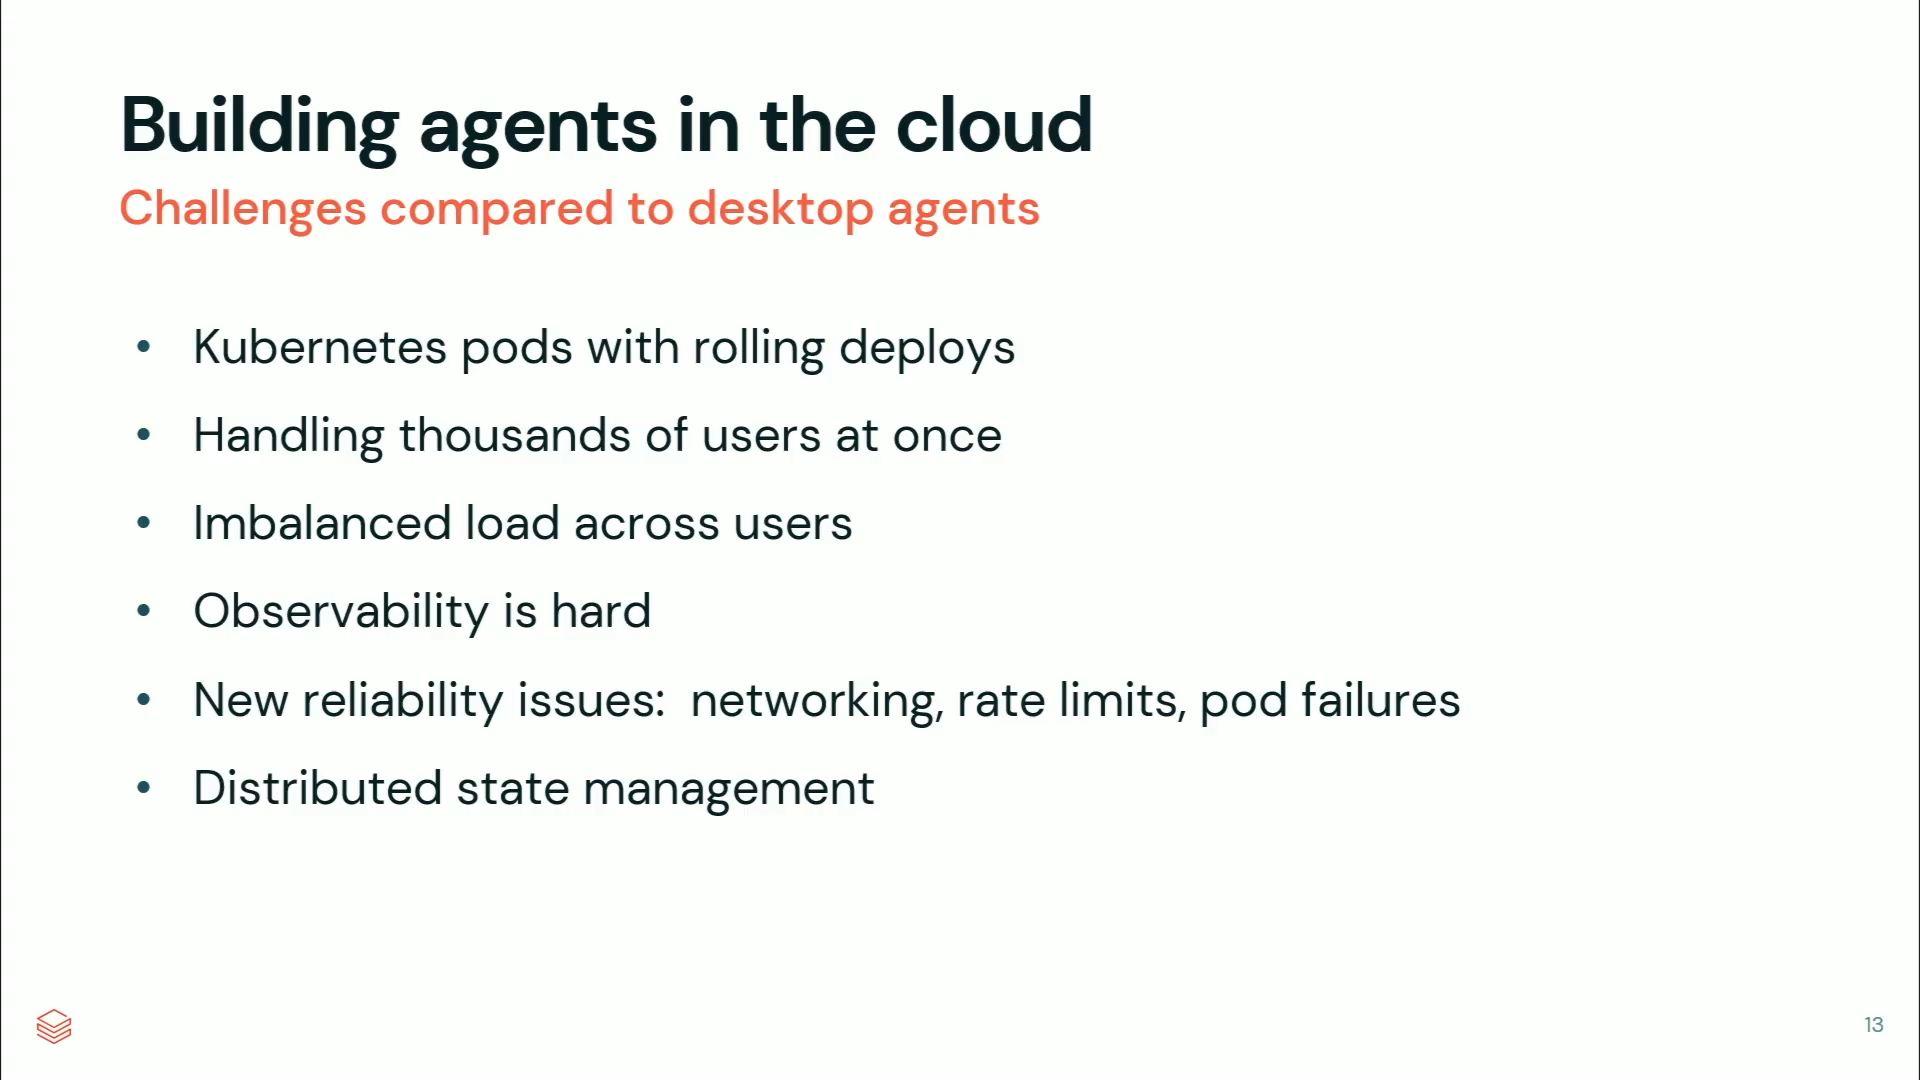 Building agents in the cloud
Challenges compared to desktop agents
• Kubernetes pods with rolling deploys
• Handling thousands of users at once
• Imbalanced load across users
• Observability is hard
• New reliability issues:  networking, rate limits, pod failures
• Distributed state management
13